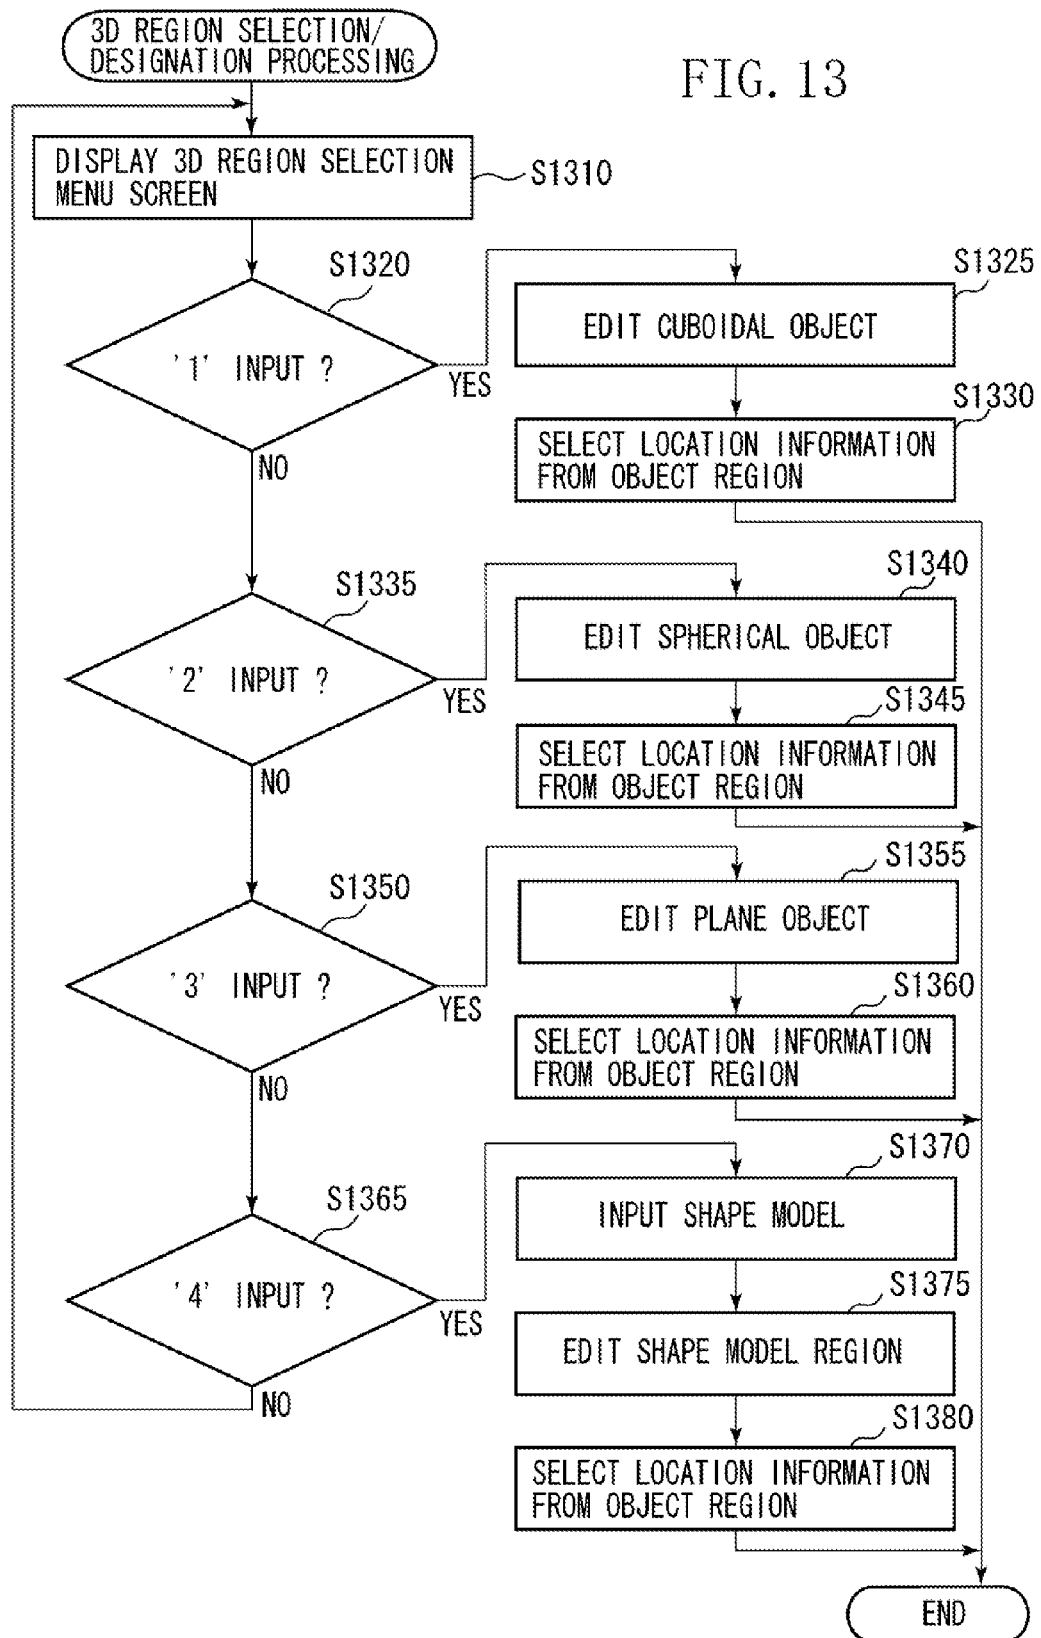 3D REGION SELECTION/
DESIGNATION PROCESSING
FIG. 13
DISPLAY 3D REGION SELECTION
MENU SCREEN
S1310
S1320
'1' INPUT ?
YES
NO
S1325
EDIT CUBOIDAL OBJECT
S1330
SELECT LOCATION INFORMATION
FROM OBJECT REGION
S1335
'2' INPUT ?
YES
NO
S1340
EDIT SPHERICAL OBJECT
S1345
SELECT LOCATION INFORMATION
FROM OBJECT REGION
S1350
'3' INPUT ?
YES
NO
S1355
EDIT PLANE OBJECT
S1360
SELECT LOCATION INFORMATION
FROM OBJECT REGION
S1365
'4' INPUT ?
YES
NO
S1370
INPUT SHAPE MODEL
S1375
EDIT SHAPE MODEL REGION
S1380
SELECT LOCATION INFORMATION
FROM OBJECT REGION
END